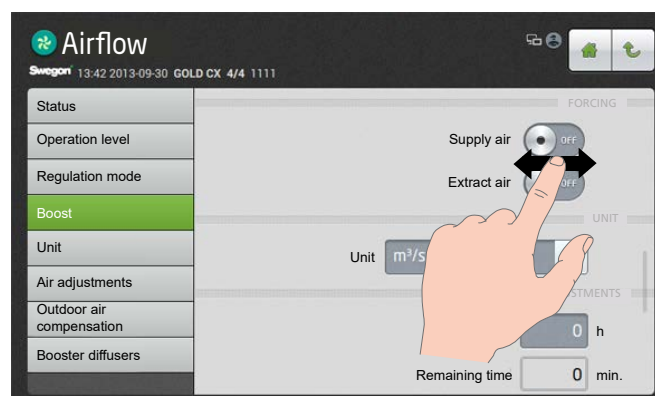 Airflow
Swegon 13:42 2013-09-30 GOLD CX 4/4 1111
Status
Operation level
Regulation mode
Boost
Unit
Air adjustments
Outdoor air
compensation
Booster diffusers
FORCING
Supply air OFF
Extract air OFF
UNIT
Unit m³/s
STMENTS
0 h
Remaining time 0 min.